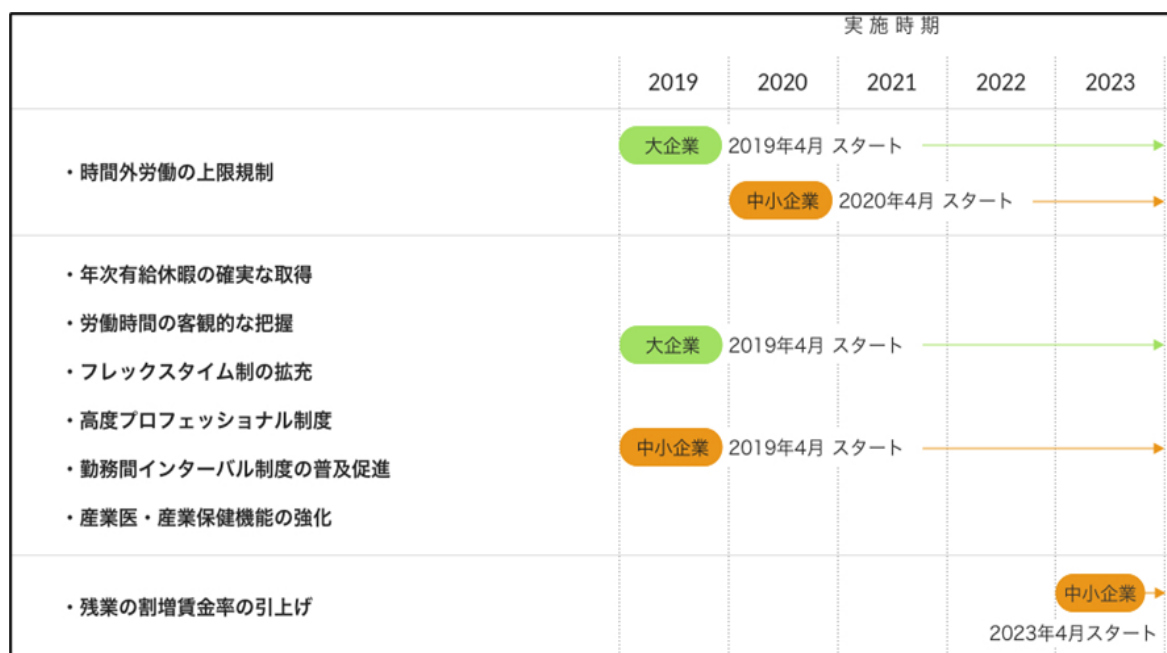 実施時期
2019 2020 2021 2022 2023
・時間外労働の上限規制
大企業 2019年4月 スタート
中小企業 2020年4月 スタート
・年次有給休暇の確実な取得
・労働時間の客観的な把握
・フレックスタイム制の拡充
・高度プロフェッショナル制度
・勤務間インターバル制度の普及促進
・産業医・産業保健機能の強化
大企業 2019年4月 スタート
中小企業 2019年4月 スタート
・残業の割増賃金率の引上げ
中小企業
2023年4月スタート